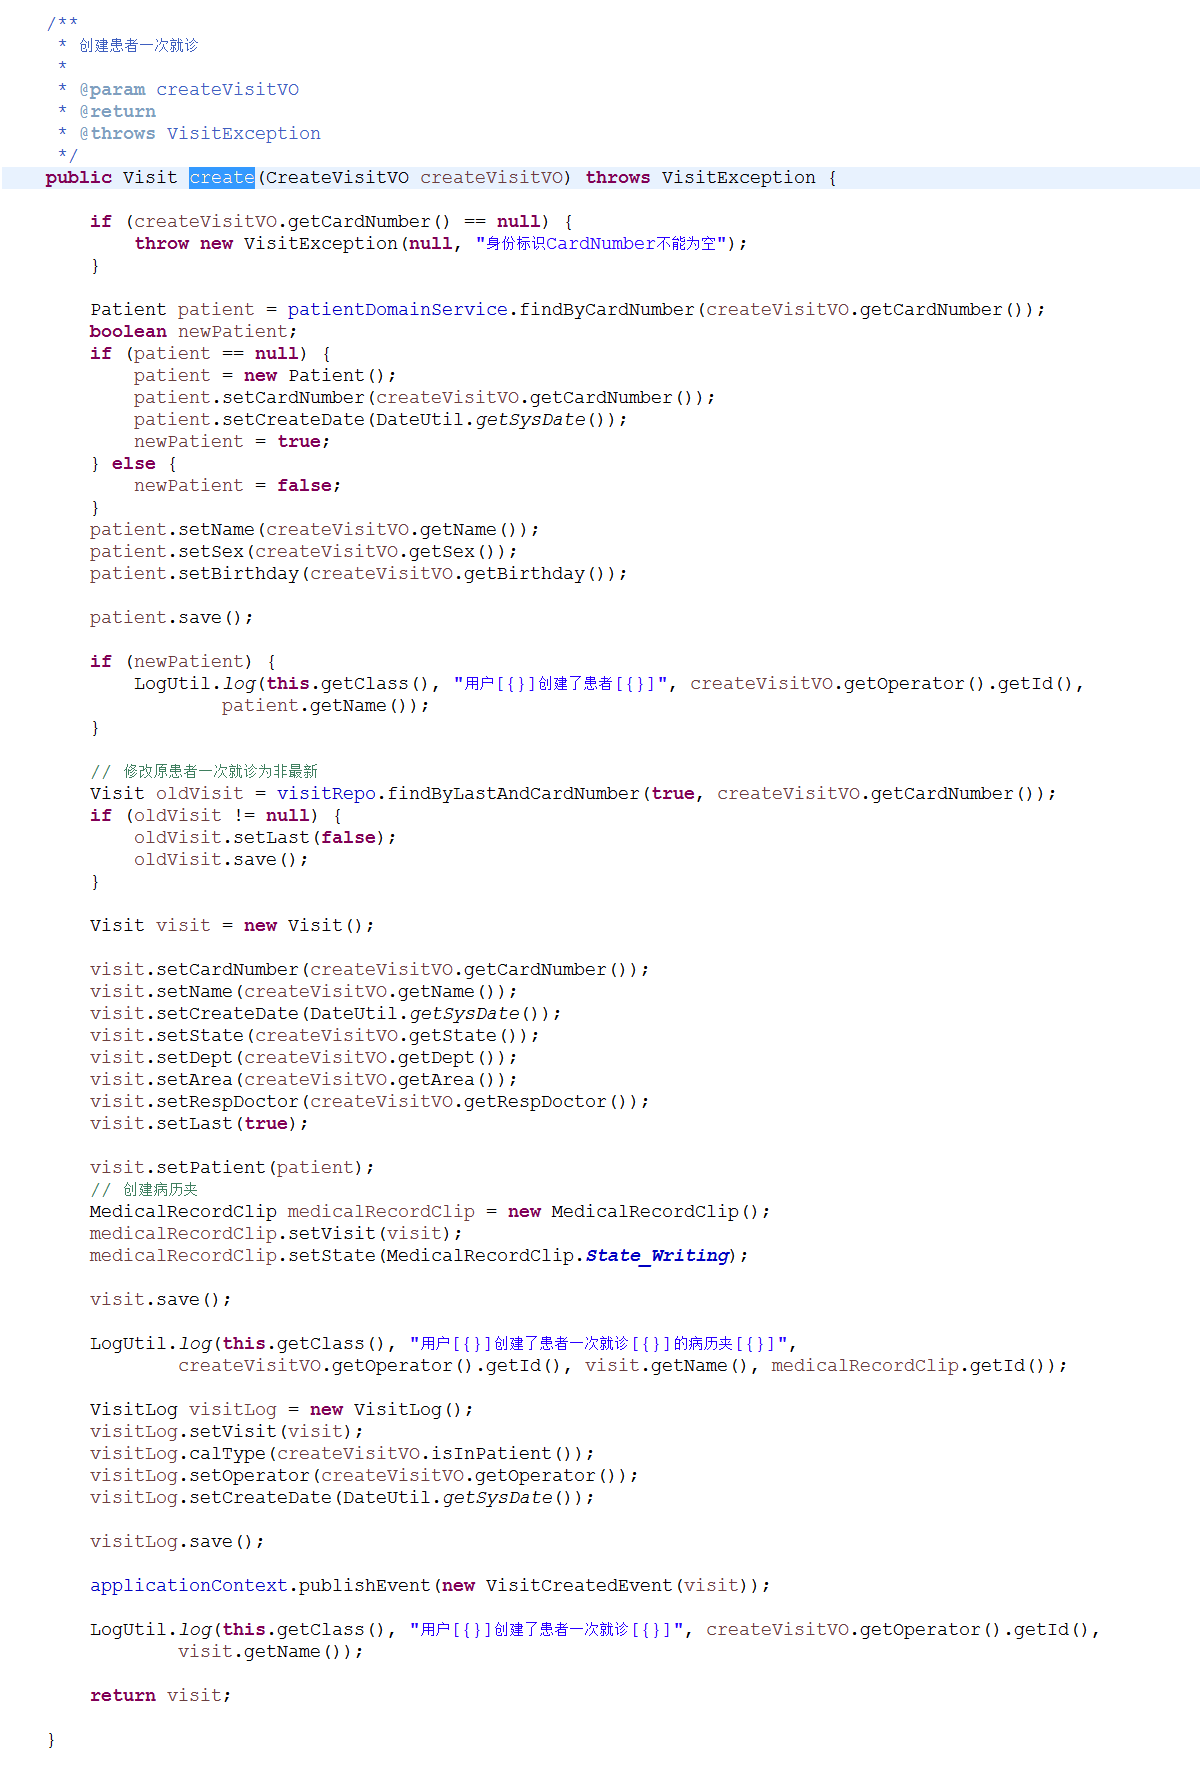 /**
 * 创建患者一次就诊
 *
 * @param createVisitVO
 * @return
 * @throws VisitException
 */
public Visit create(CreateVisitVO createVisitVO) throws VisitException {
if (createVisitVO.getCardNumber() == null) {
throw new VisitException(null, "身份标识CardNumber不能为空");
}
Patient patient = patientDomainService.findByCardNumber(createVisitVO.getCardNumber());
boolean newPatient;
if (patient == null) {
patient = new Patient();
patient.setCardNumber(createVisitVO.getCardNumber());
patient.setCreateDate(DateUtil.getSysDate());
newPatient = true;
} else {
newPatient = false;
}
patient.setName(createVisitVO.getName());
patient.setSex(createVisitVO.getSex());
patient.setBirthday(createVisitVO.getBirthday());
patient.save();
if (newPatient) {
LogUtil.log(this.getClass(), "用户[{}]创建了患者[{}]", createVisitVO.getOperator().getId(),
patient.getName());
}
// 修改原患者一次就诊为非最新
Visit oldVisit = visitRepo.findByLastAndCardNumber(true, createVisitVO.getCardNumber());
if (oldVisit != null) {
oldVisit.setLast(false);
oldVisit.save();
}
Visit visit = new Visit();
visit.setCardNumber(createVisitVO.getCardNumber());
visit.setName(createVisitVO.getName());
visit.setCreateDate(DateUtil.getSysDate());
visit.setState(createVisitVO.getState());
visit.setDept(createVisitVO.getDept());
visit.setArea(createVisitVO.getArea());
visit.setRespDoctor(createVisitVO.getRespDoctor());
visit.setLast(true);
visit.setPatient(patient);
// 创建病历夹
MedicalRecordClip medicalRecordClip = new MedicalRecordClip();
medicalRecordClip.setVisit(visit);
medicalRecordClip.setState(MedicalRecordClip.State_Writing);
visit.save();
LogUtil.log(this.getClass(), "用户[{}]创建了患者一次就诊[{}]的病历夹[{}]",
createVisitVO.getOperator().getId(), visit.getName(), medicalRecordClip.getId());
VisitLog visitLog = new VisitLog();
visitLog.setVisit(visit);
visitLog.calType(createVisitVO.isInPatient());
visitLog.setOperator(createVisitVO.getOperator());
visitLog.setCreateDate(DateUtil.getSysDate());
visitLog.save();
applicationContext.publishEvent(new VisitCreatedEvent(visit));
LogUtil.log(this.getClass(), "用户[{}]创建了患者一次就诊[{}]", createVisitVO.getOperator().getId(),
visit.getName());
return visit;
}